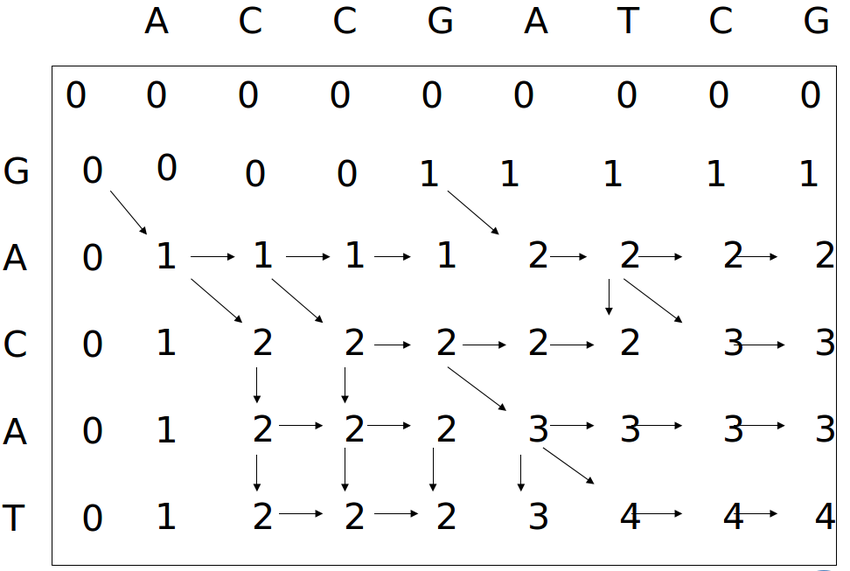 A C C G A T C G
0 0 0 0 0 0 0 0 0
G 0 0 0 0 1 1 1 1 1
A 0 1 1 1 1 2 2 2 2
C 0 1 2 2 2 2 2 3 3
A 0 1 2 2 2 3 3 3 3
T 0 1 2 2 2 3 4 4 4